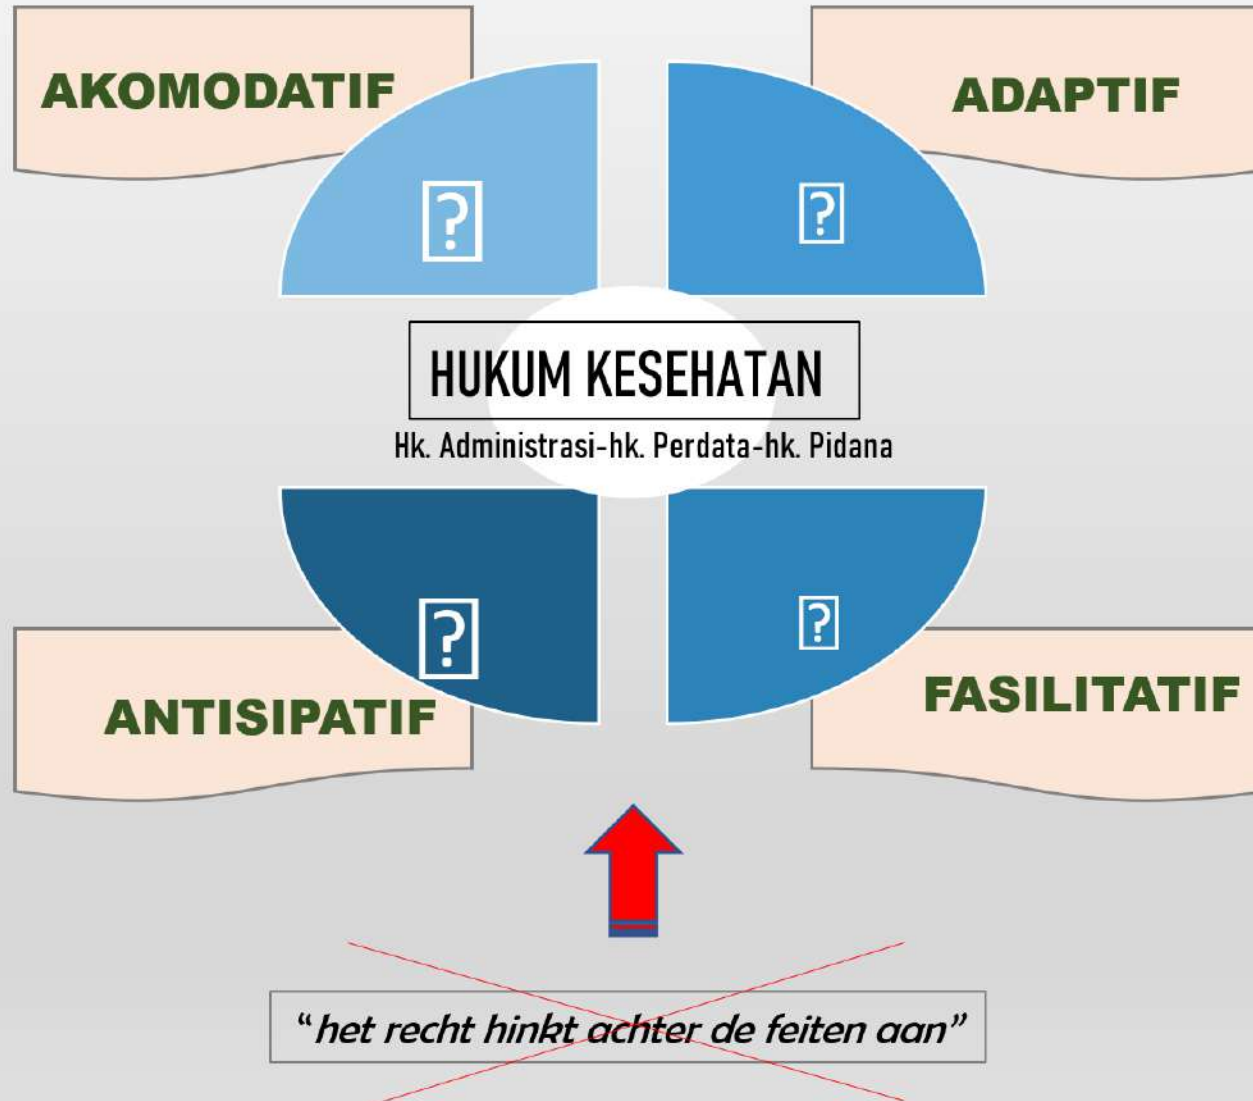 AKOMODATIF
ADAPTIF
?
?
HUKUM KESEHATAN
Hk. Administrasi-hk. Perdata-hk. Pidana
?
?
ANTISIPATIF
FASILITATIF
“het recht hinkt achter de feiten aan”